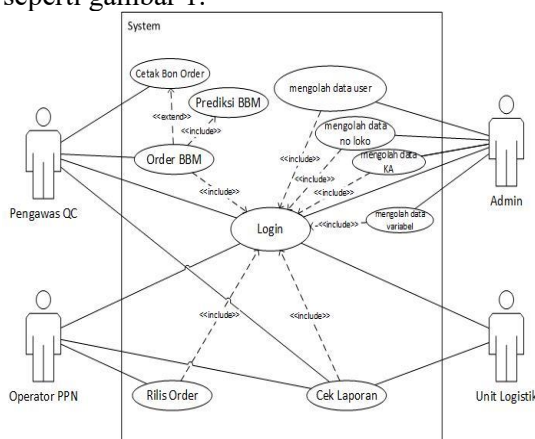 seperti gambar 1.
System
Cetak Bon Order
mengolah data user
Prediksi BBM
<<extend>>
mengolah data
no loko
<<include>>
Order BBM
<<include>>
mengolah data
KA
Pengawas QC
<<include>>
<<include>>
Admin
mengolah data
variabel
<<include>>
Login
<<include>>
<<include>>
Operator PPN
Rilis Order
Cek Laporan
Unit Logistik